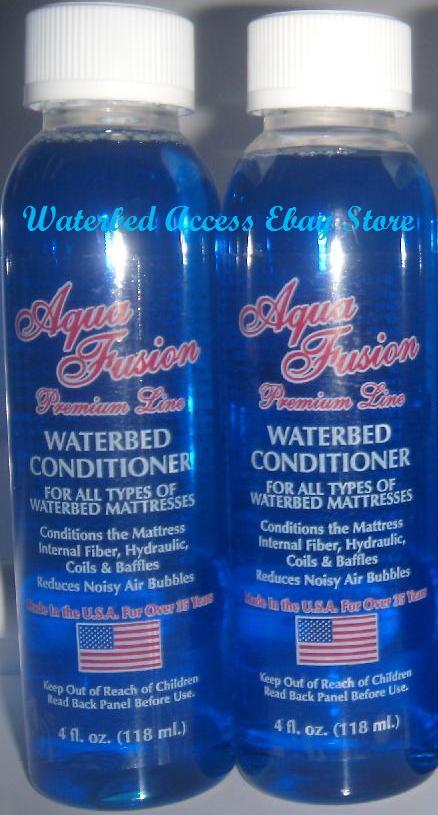 Waterbed Access Ebay Store
Aqua
Fusion
Premium Line
WATERBED
CONDITIONER
FOR ALL TYPES OF
WATERBED MATTRESSES
Conditions the Mattress
Internal Fiber, Hydraulic,
Coils & Baffles
Reduces Noisy Air Bubbles
Made In the U.S.A. For Over 35 Years
Keep Out of Reach of Children
Read Back Panel Before Use.
4 fl. oz. (118 ml.)
Aqua
Fusion
Premium Line
WATERBED
CONDITIONER
FOR ALL TYPES OF
WATERBED MATTRESSES
Conditions the Mattress
Internal Fiber, Hydraulic,
Coils & Baffles
Reduces Noisy Air Bubbles
Made In the U.S.A. For Over 35 Years
Keep Out of Reach of Children
Read Back Panel Before Use.
4 fl. oz. (118 ml.)